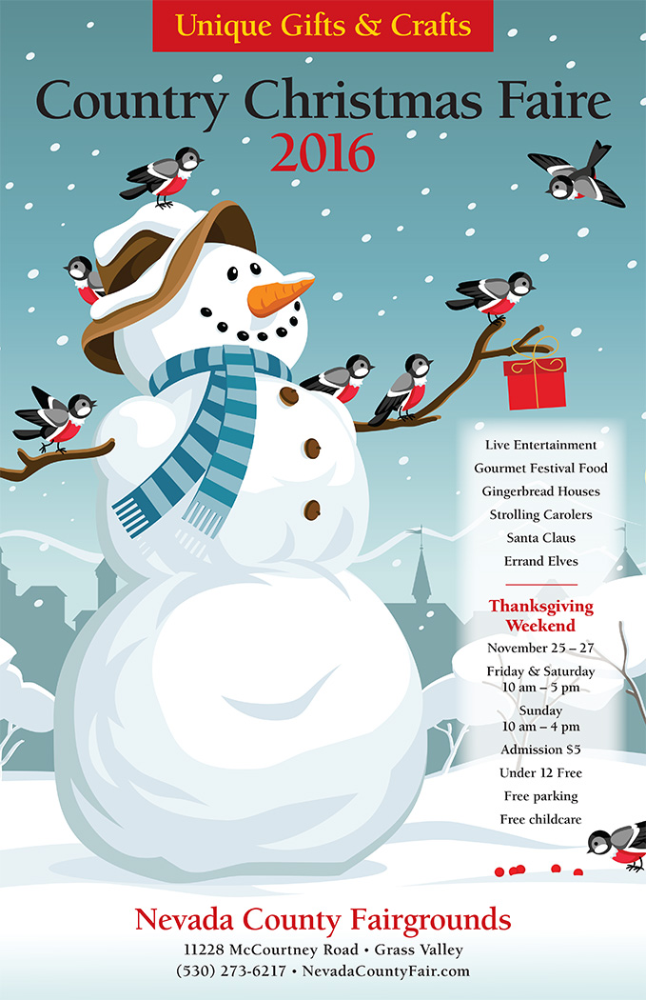 Unique Gifts & Crafts
Country Christmas Faire
2016
Live Entertainment
Gourmet Festival Food
Gingerbread Houses
Strolling Carolers
Santa Claus
Errand Elves
Thanksgiving
Weekend
November 25 – 27
Friday & Saturday
10 am – 5 pm
Sunday
10 am – 4 pm
Admission $5
Under 12 Free
Free parking
Free childcare
Nevada County Fairgrounds
11228 McCourtney Road • Grass Valley
(530) 273-6217 • NevadaCountyFair.com